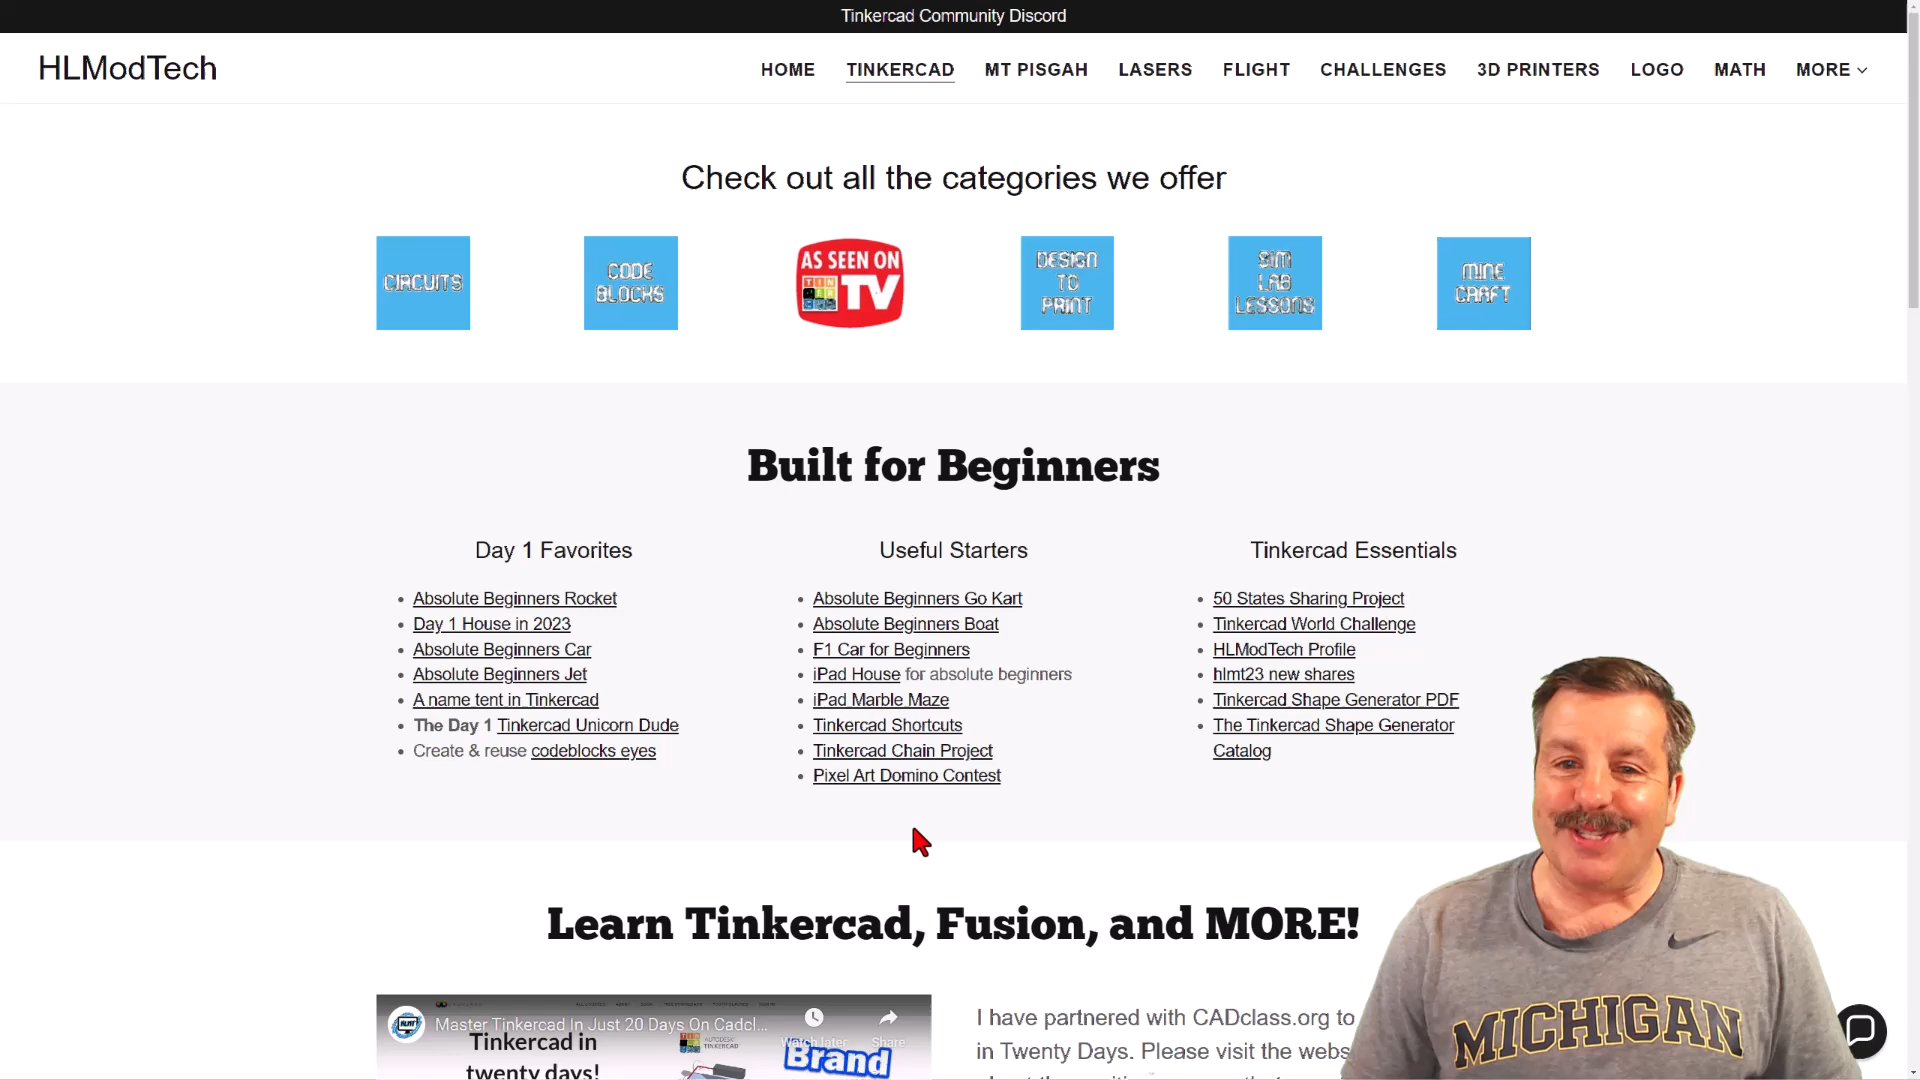 Tinkercad Community Discord
HLModTech
HOME TINKERCAD MT PISGAH LASERS FLIGHT CHALLENGES 3D PRINTERS LOGO MATH MORE
Check out all the categories we offer
CIRCUITS
CODE
BLOCKS
AS SEEN ON
TIN
TV
DESIGN
TO
PRINT
SIM
LAB
LESSONS
MINE
CRAFT
Built for Beginners
Day 1 Favorites
Absolute Beginners Rocket
Day 1 House in 2023
Absolute Beginners Car
Absolute Beginners Jet
A name tent in Tinkercad
The Day 1 Tinkercad Unicorn Dude
Create & reuse codeblocks eyes
Useful Starters
Absolute Beginners Go Kart
Absolute Beginners Boat
F1 Car for Beginners
iPad House for absolute beginners
iPad Marble Maze
Tinkercad Shortcuts
Tinkercad Chain Project
Pixel Art Domino Contest
Tinkercad Essentials
50 States Sharing Project
Tinkercad World Challenge
HLModTech Profile
hlmt23 new shares
Tinkercad Shape Generator PDF
The Tinkercad Shape Generator
Catalog
Learn Tinkercad, Fusion, and MORE!
Master Tinkercad In Just 20 Days On Cadcl...
Watch later
Share
Tinkercad in
twenty days!
AUTODESK
TINKERCAD
Brand
I have partnered with CADclass.org to
in Twenty Days. Please visit the webs
MICHIGAN